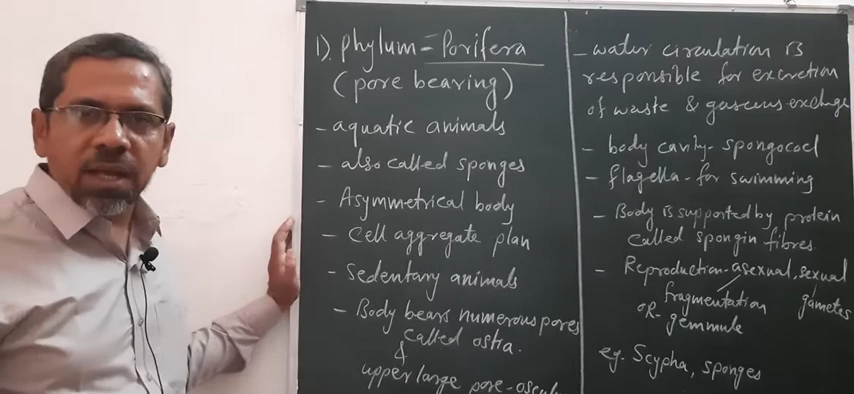 1). Phylum = Porifera
(pore bearing)
- aquatic animals
- also called sponges
- Asymmetrical body
- Cell aggregate plan
- Sedentary animals
- Body bears numerous pores
called ostia.
&
upper large pore-oscul
- water circulation is
responsible for excretion
of waste & gaseous exchange
- body cavity - spongocoel
- flagella - for swimming
- Body is supported by protein
called spongin fibres
- Reproduction - asexual, sexual
fragmentation gametes
or - gemmule
eg. Scypha, sponges